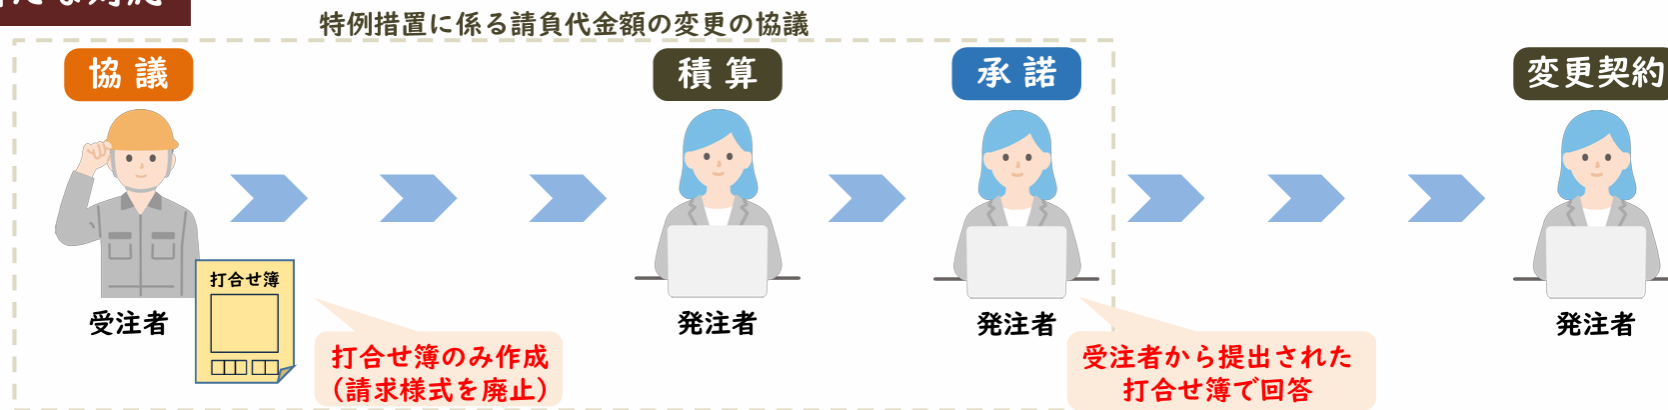 特例措置に係る請負代金額の変更の協議
協議
積算
承諾
変更契約
打合せ簿
受注者
発注者
発注者
発注者
打合せ簿のみ作成
(請求様式を廃止)
受注者から提出された
打合せ簿で回答